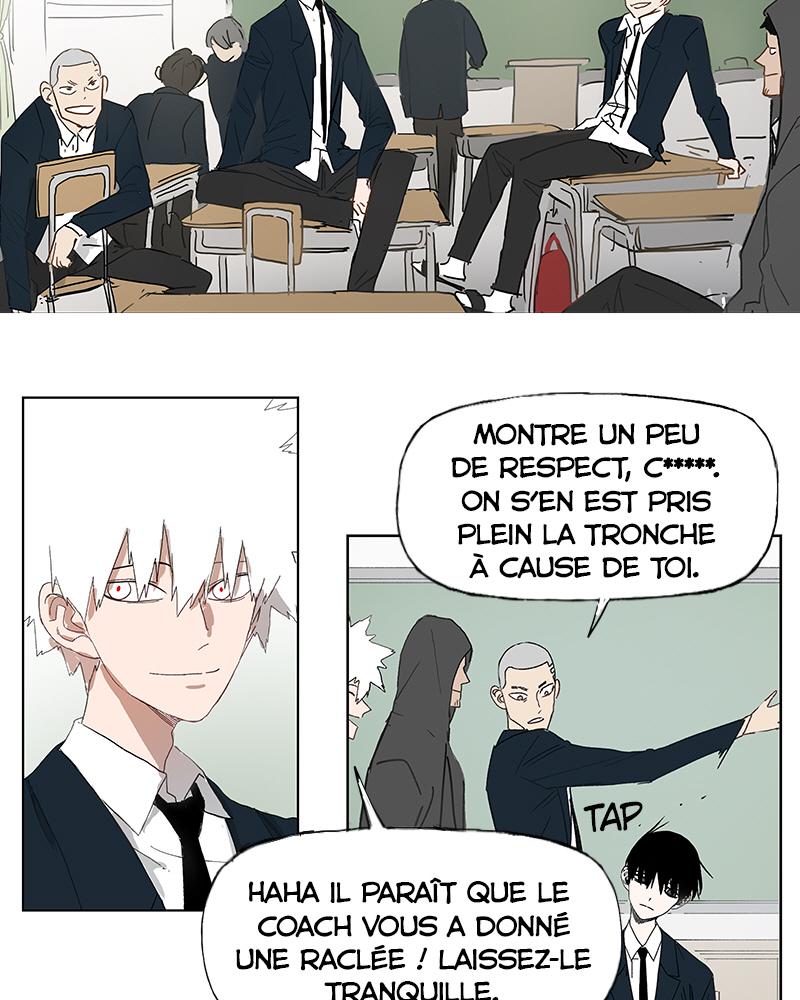 MONTRE UN PEU
DE RESPECT, C*****.
ON S'EN EST PRIS
PLEIN LA TRONCHE
À CAUSE DE TOI.
TAP
HAHA IL PARAÎT QUE LE
COACH VOUS A DONNÉ
UNE RACLÉE ! LAISSEZ-LE
TRANQUILLE.